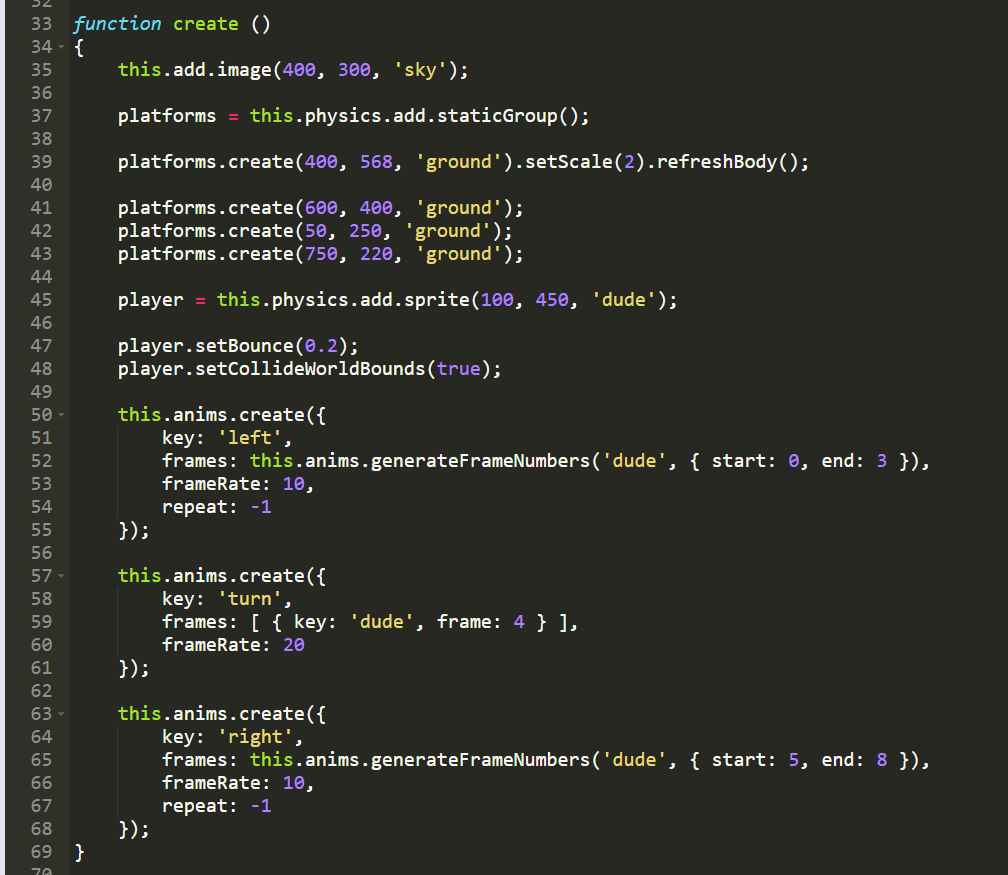 32
33 function create ()
34 {
35     this.add.image(400, 300, 'sky');
36
37     platforms = this.physics.add.staticGroup();
38
39     platforms.create(400, 568, 'ground').setScale(2).refreshBody();
40
41     platforms.create(600, 400, 'ground');
42     platforms.create(50, 250, 'ground');
43     platforms.create(750, 220, 'ground');
44
45     player = this.physics.add.sprite(100, 450, 'dude');
46
47     player.setBounce(0.2);
48     player.setCollideWorldBounds(true);
49
50     this.anims.create({
51         key: 'left',
52         frames: this.anims.generateFrameNumbers('dude', { start: 0, end: 3 }),
53         frameRate: 10,
54         repeat: -1
55     });
56
57     this.anims.create({
58         key: 'turn',
59         frames: [ { key: 'dude', frame: 4 } ],
60         frameRate: 20
61     });
62
63     this.anims.create({
64         key: 'right',
65         frames: this.anims.generateFrameNumbers('dude', { start: 5, end: 8 }),
66         frameRate: 10,
67         repeat: -1
68     });
69 }
70